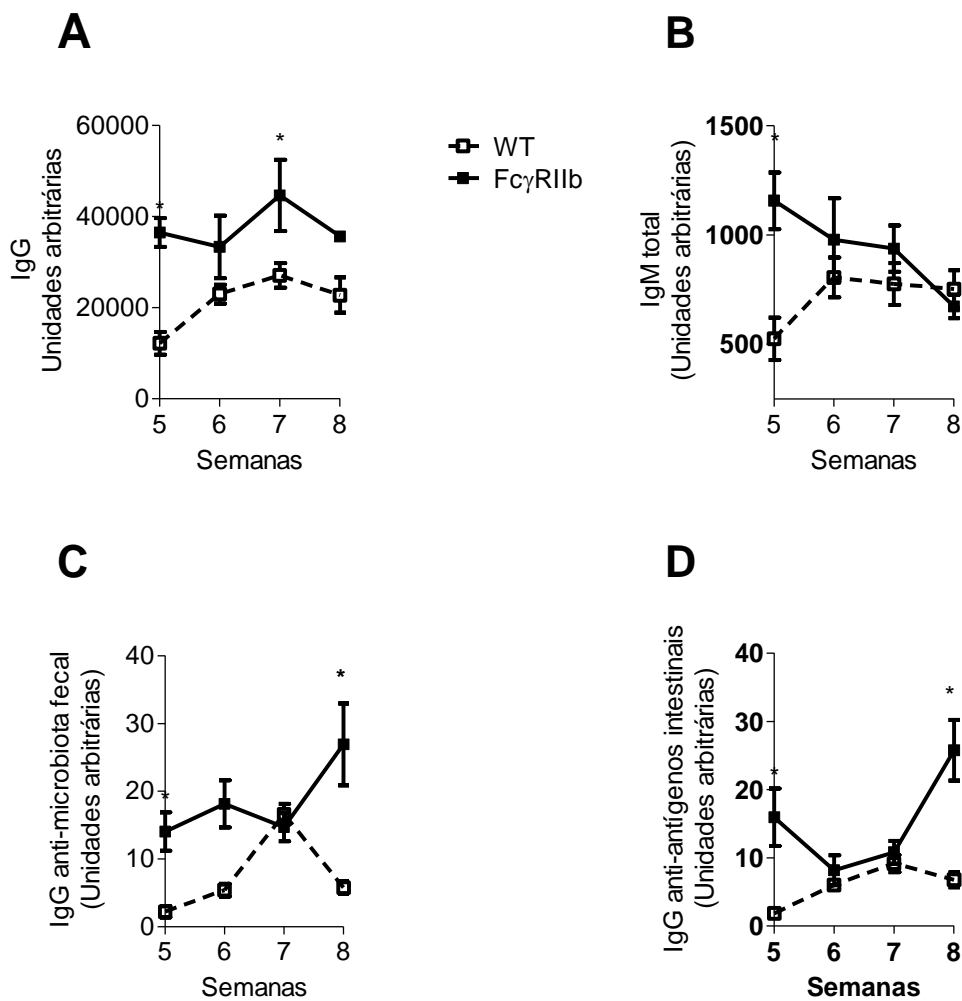 A
B
60000
40000
20000
0
5
6
7
8
*
*
IgG
Unidades arbitrárias
Semanas
WT
FcγRIIb
1500
1000
500
5
6
7
8
*
IgM total
(Unidades arbitrárias)
Semanas
C
D
40
30
20
10
0
5
6
7
8
*
*
IgG anti-microbiota fecal
(Unidades arbitrárias)
Semanas
40
30
20
10
0
5
6
7
8
*
*
IgG anti-antígenos intestinais
(Unidades arbitrárias)
Semanas